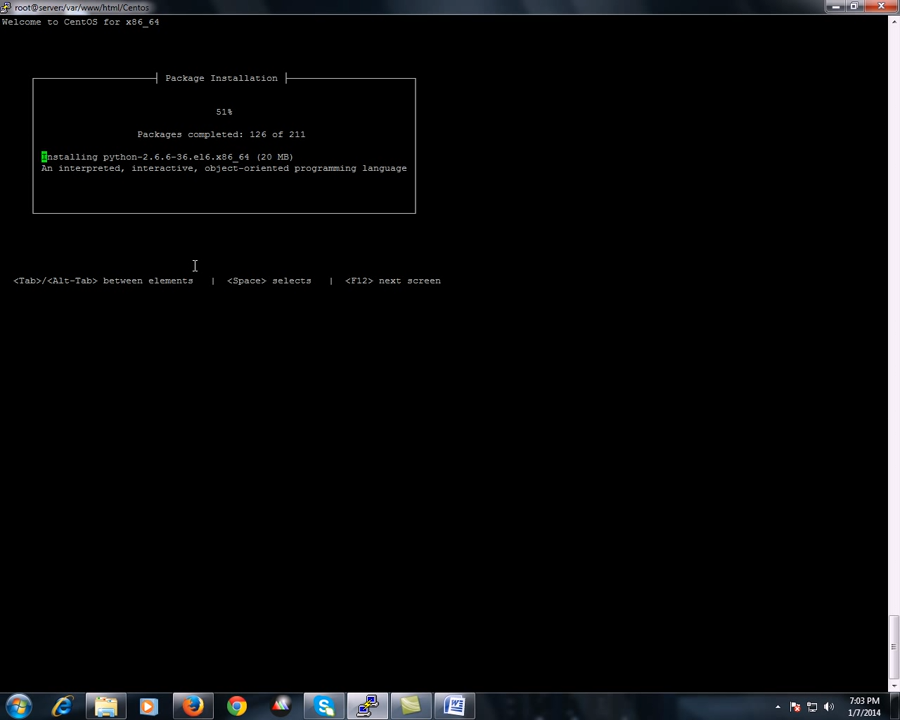 root@server:/var/www/html/Centos
Welcome to CentOS for x86_64
Package Installation
51%
Packages completed: 126 of 211
Installing python-2.6.6-36.el6.x86_64 (20 MB)
An interpreted, interactive, object-oriented programming language
<Tab>/<Alt-Tab> between elements | <Space> selects | <F12> next screen
7:03 PM
1/7/2014